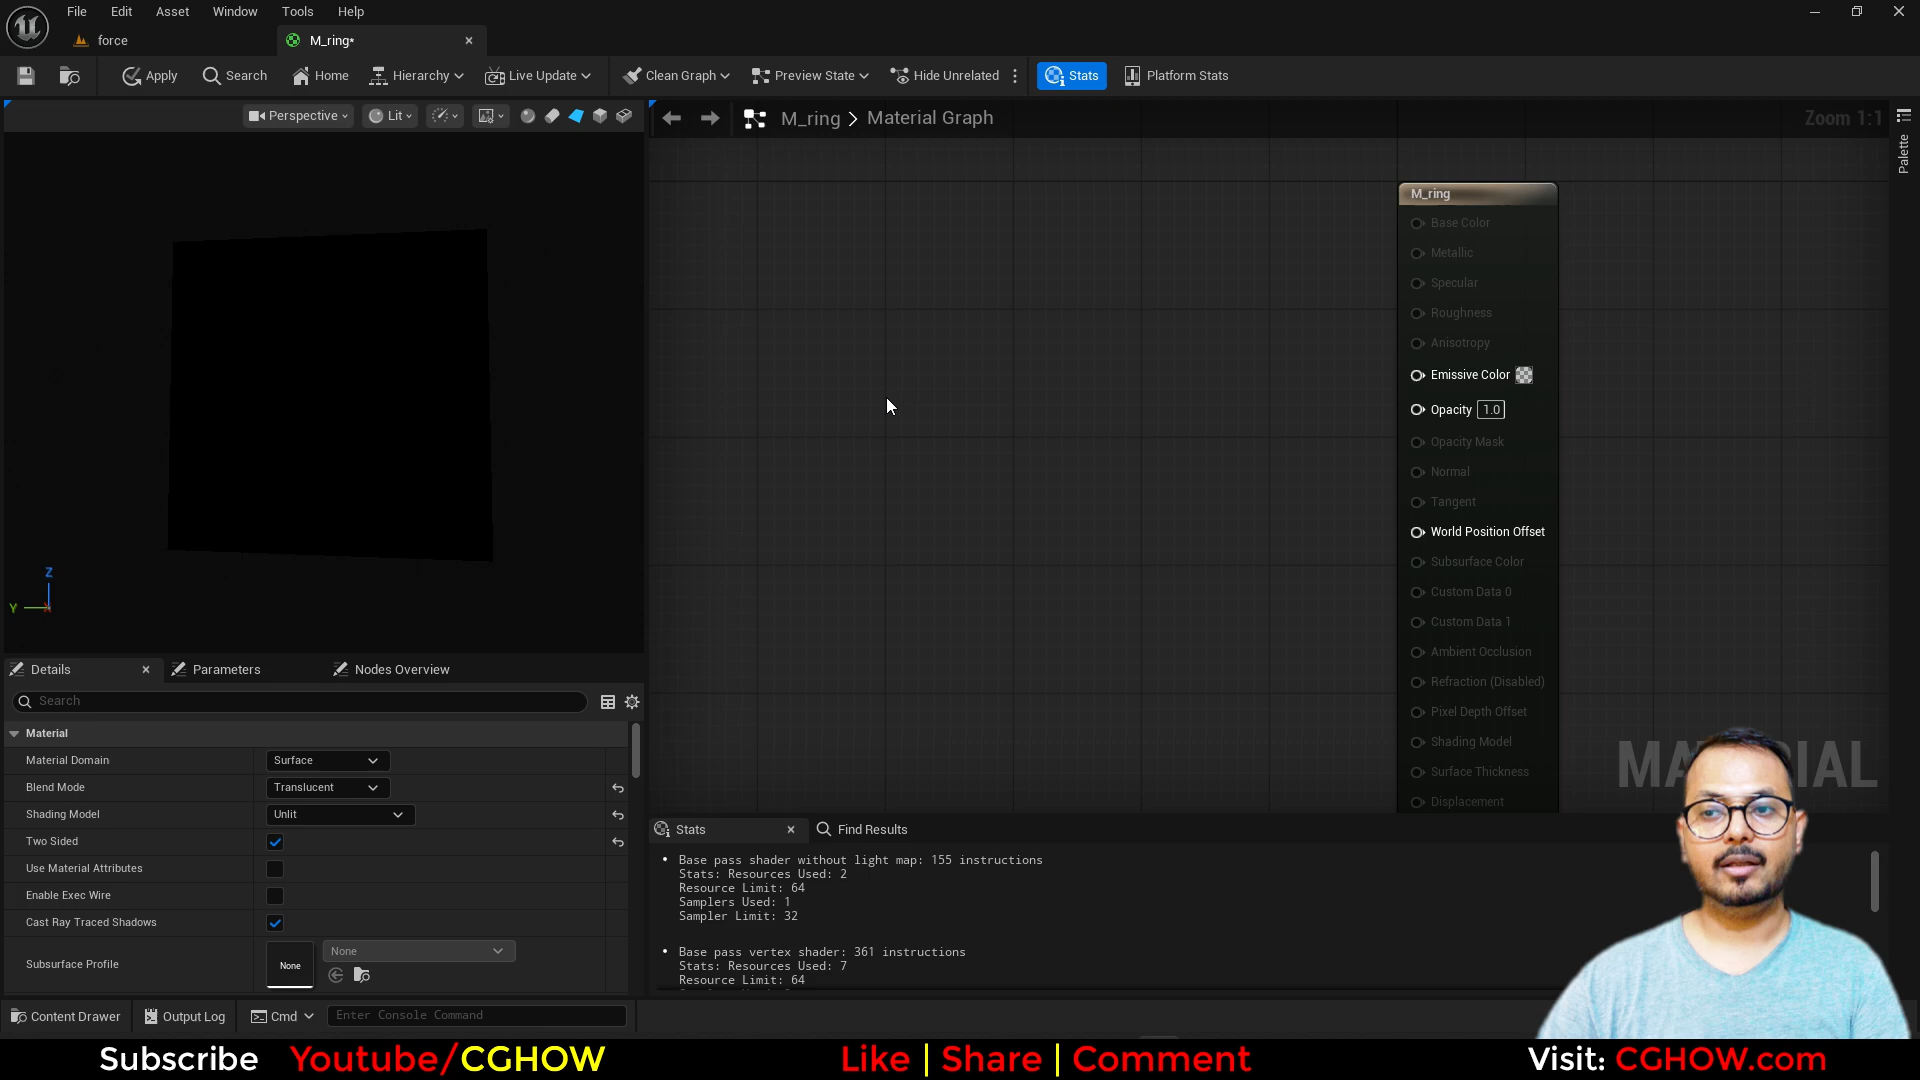 File Edit Asset Window Tools Help
force M_ring*
Apply Search Home Hierarchy Live Update Clean Graph Preview State Hide Unrelated Stats Platform Stats
Perspective Lit
M_ring > Material Graph Zoom 1:1
Palette
M_ring
Base Color
Metallic
Specular
Roughness
Anisotropy
Emissive Color
Opacity 1.0
Opacity Mask
Normal
Tangent
World Position Offset
Subsurface Color
Custom Data 0
Custom Data 1
Ambient Occlusion
Refraction (Disabled)
Pixel Depth Offset
Shading Model
Surface Thickness
Displacement
Z
Y
Details Parameters Nodes Overview
Search
Material
Material Domain Surface
Blend Mode Translucent
Shading Model Unlit
Two Sided
Use Material Attributes
Enable Exec Wire
Cast Ray Traced Shadows
Subsurface Profile None None
Stats Find Results
• Base pass shader without light map: 155 instructions
Stats: Resources Used: 2
Resource Limit: 64
Samplers Used: 1
Sampler Limit: 32
• Base pass vertex shader: 361 instructions
Stats: Resources Used: 7
Resource Limit: 64
Content Drawer Output Log Cmd Enter Console Command
Subscribe Youtube/CGHOW Like | Share | Comment Visit: CGHOW.com